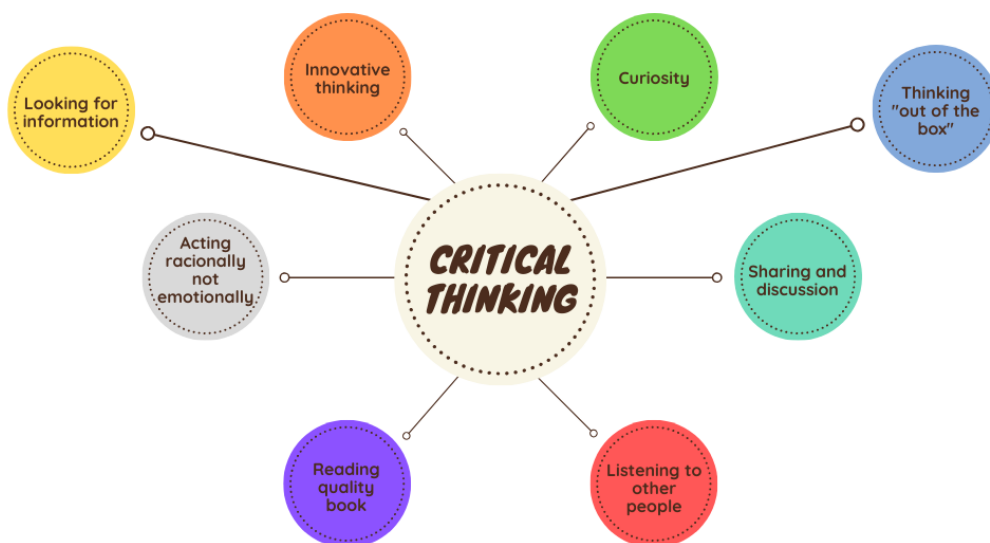 Looking for
information
Innovative
thinking
Curiosity
Thinking
"out of the
box"
Acting
racionally
not
emotionally
CRITICAL
THINKING
Sharing and
discussion
Reading
quality
book
Listening to
other
people